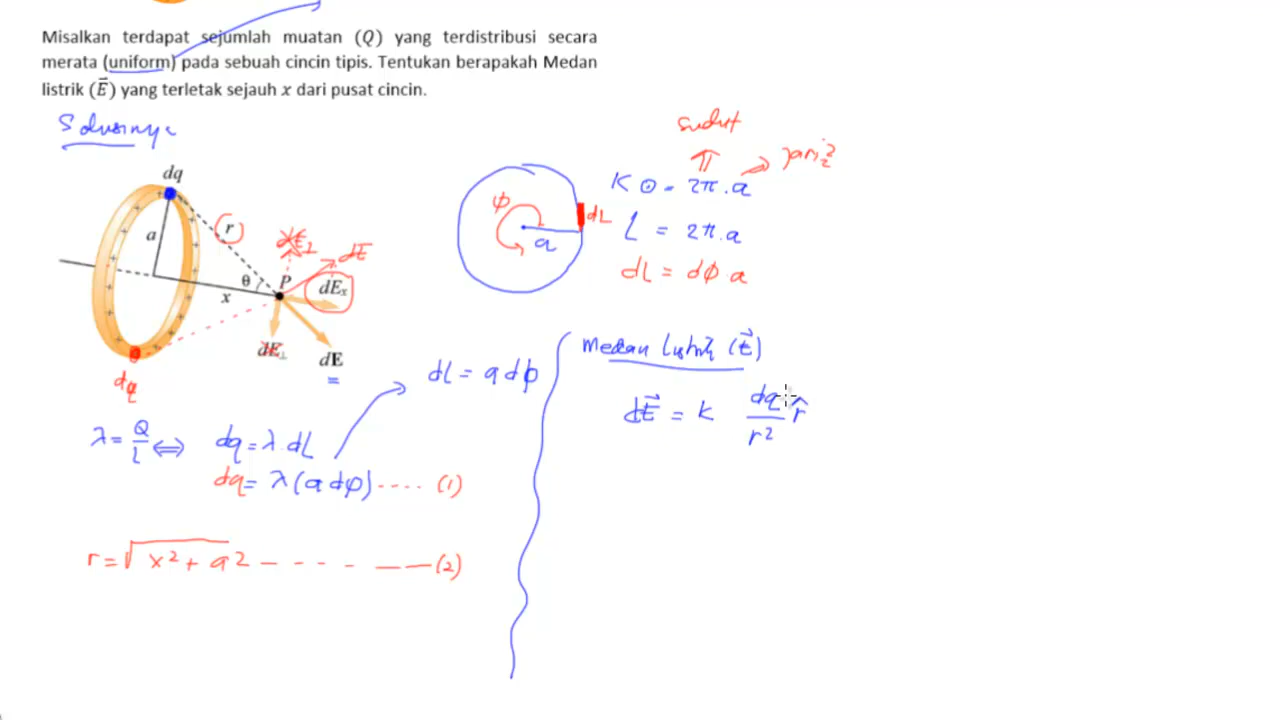 Misalkan terdapat sejumlah muatan (Q) yang terdistribusi secara
merata (uniform) pada sebuah cincin tipis. Tentukan berapakah Medan
listrik (E⃗) yang terletak sejauh x dari pusat cincin.
Solusinya
dq
a
r
θ
x
P
dE⊥
dE
dEₓ
dE⊥
dE
=
dq
sudut
π → jari²
K⊙ = 2π.a
L = 2π.a
dL = dφ.a
φ
a
dL
dL = a dφ
λ = Q/L ⇔ dq = λ.dL
dq = λ(a dφ) .... (1)
r = √x²+a² - - - - — (2)
Medan Listrik (E⃗)
dE⃗ = k dq/r² r̂